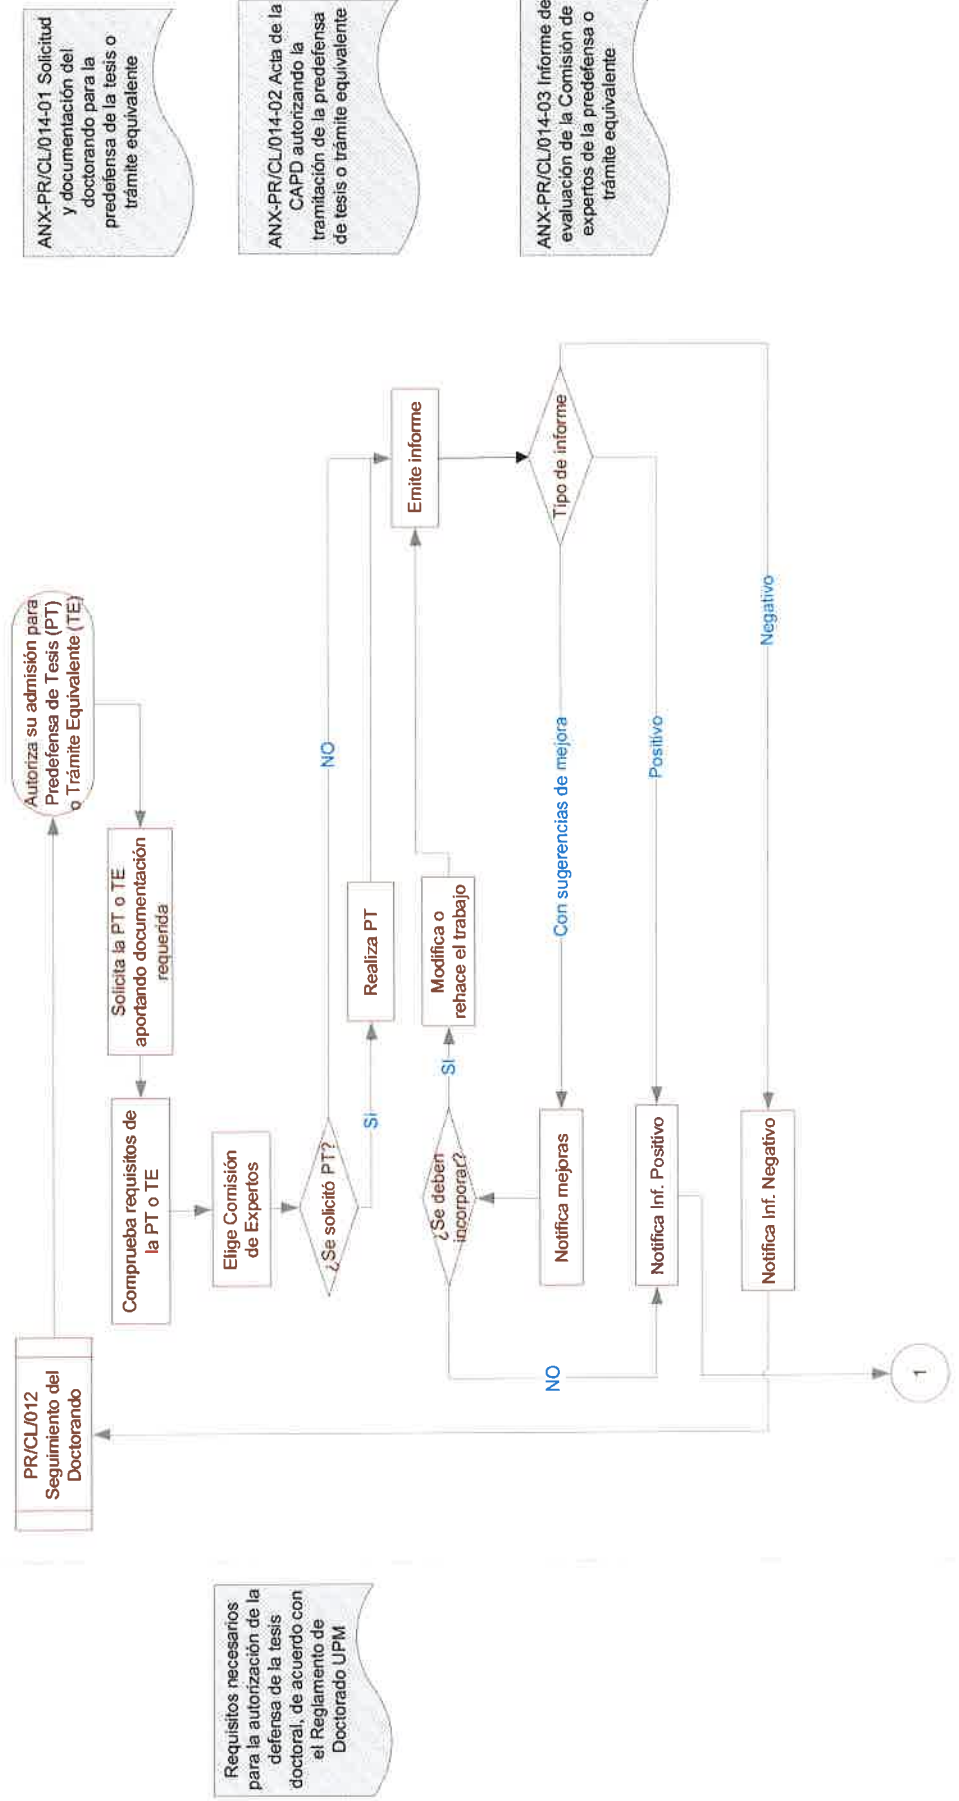 Requisitos necesarios
para la autorización de la
defensa de la tesis
doctoral, de acuerdo con
el Reglamento de
Doctorado UPM
PR/CL/012
Seguimiento del
Doctorando
Autoriza su admisión para
Predefensa de Tesis (PT)
o Trámite Equivalente (TE)
Solicita la PT o TE
aportando documentación
requerida
Comprueba requisitos de
la PT o TE
Elige Comisión
de Expertos
¿Se solicitó PT?
NO
Si
Realiza PT
Emite informe
¿Se deben
incorporar?
SI
Modifica o
rehace el trabajo
NO
Tipo de informe
Con sugerencias de mejora
Notifica mejoras
Positivo
Notifica Inf. Positivo
Negativo
Notifica Inf. Negativo
1
ANX-PR/CL/014-01 Solicitud
y documentación del
doctorando para la
predefensa de la tesis o
trámite equivalente
ANX-PR/CL/014-02 Acta de la
CAPD autorizando la
tramitación de la predefensa
de tesis o trámite equivalente
ANX-PR/CL/014-03 Informe de
evaluación de la Comisión de
expertos de la predefensa o
trámite equivalente